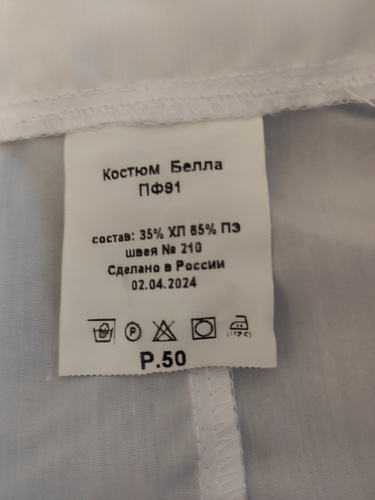 Костюм Белла
ПФ91
состав: 35% ХЛ 65% ПЭ
швея № 210
Сделано в России
02.04.2024
P
Р.50